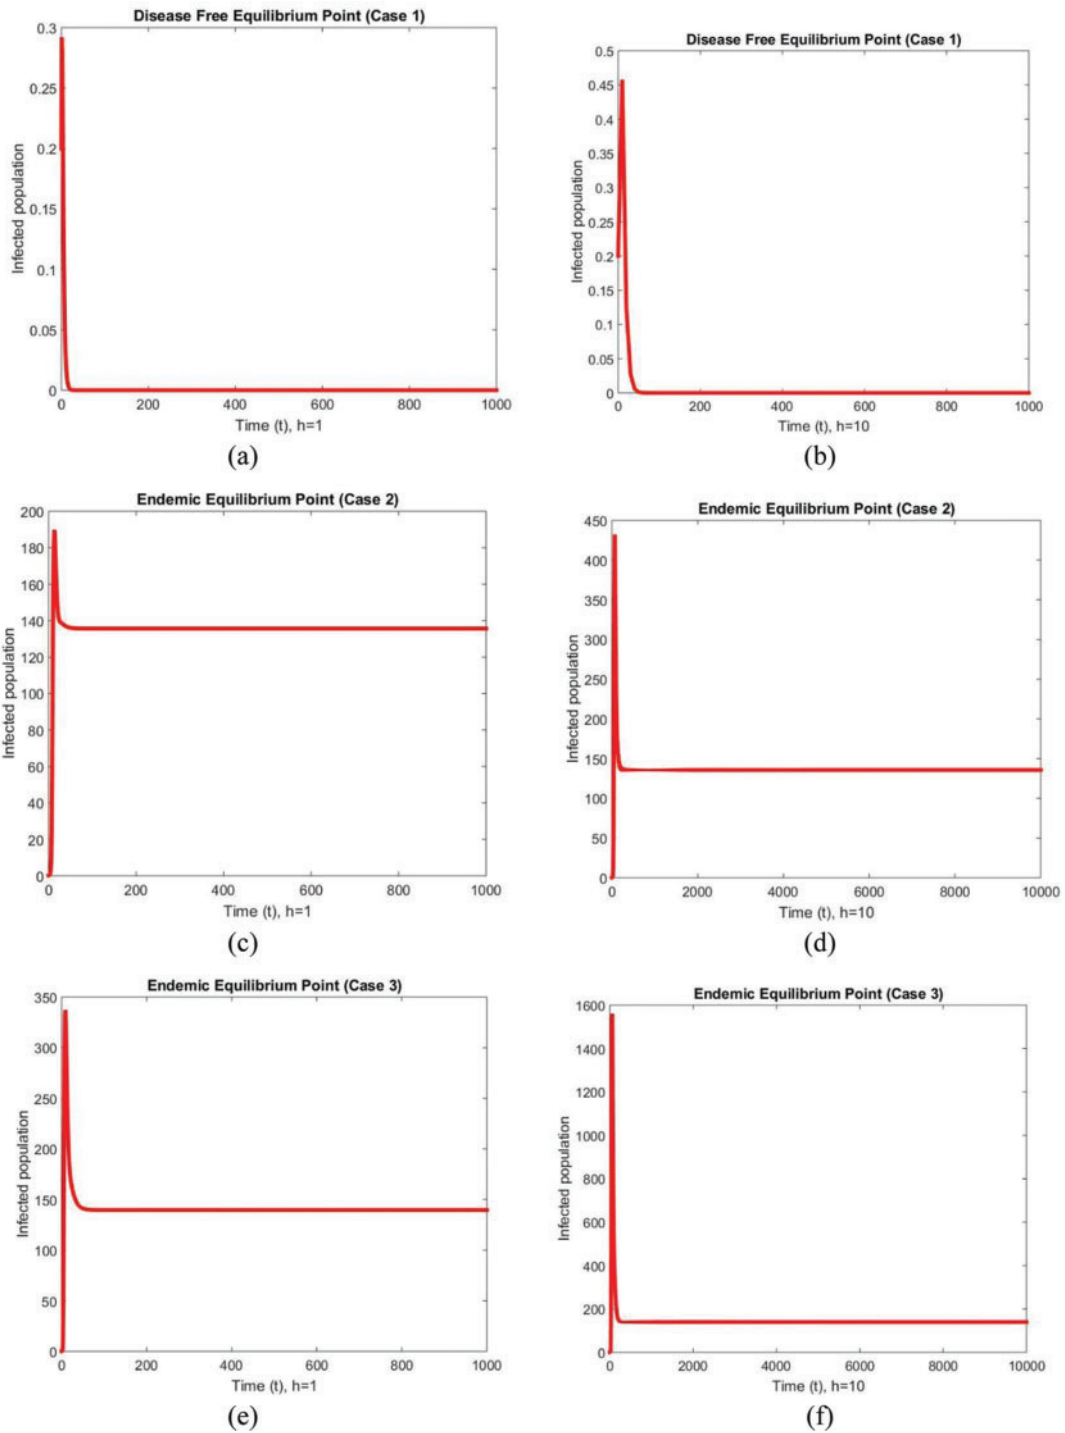 Disease Free Equilibrium Point (Case 1)
0.3
0.25
0.2
0.15
0.1
0.05
0
Infected population
0 200 400 600 800 1000
Time (t), h=1
(a)
Disease Free Equilibrium Point (Case 1)
0.5
0.45
0.4
0.35
0.3
0.25
0.2
0.15
0.1
0.05
0
Infected population
0 200 400 600 800 1000
Time (t), h=10
(b)
Endemic Equilibrium Point (Case 2)
200
180
160
140
120
100
80
60
40
20
0
Infected population
0 200 400 600 800 1000
Time (t), h=1
(c)
Endemic Equilibrium Point (Case 2)
450
400
350
300
250
200
150
100
50
0
Infected population
0 2000 4000 6000 8000 10000
Time (t), h=10
(d)
Endemic Equilibrium Point (Case 3)
350
300
250
200
150
100
50
0
Infected population
0 200 400 600 800 1000
Time (t), h=1
(e)
Endemic Equilibrium Point (Case 3)
1600
1400
1200
1000
800
600
400
200
0
Infected population
0 2000 4000 6000 8000 10000
Time (t), h=10
(f)